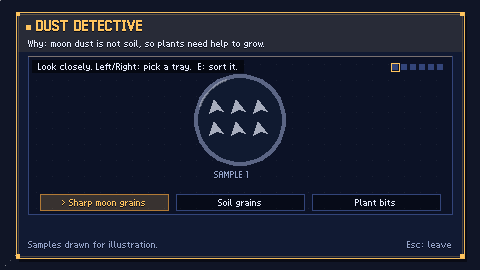 DUST DETECTIVE
Why: moon dust is not soil, so plants need help to grow.
Look closely. Left/Right: pick a tray. E: sort it.
SAMPLE 1
> Sharp moon grains
Soil grains
Plant bits
Samples drawn for illustration.
Esc: leave